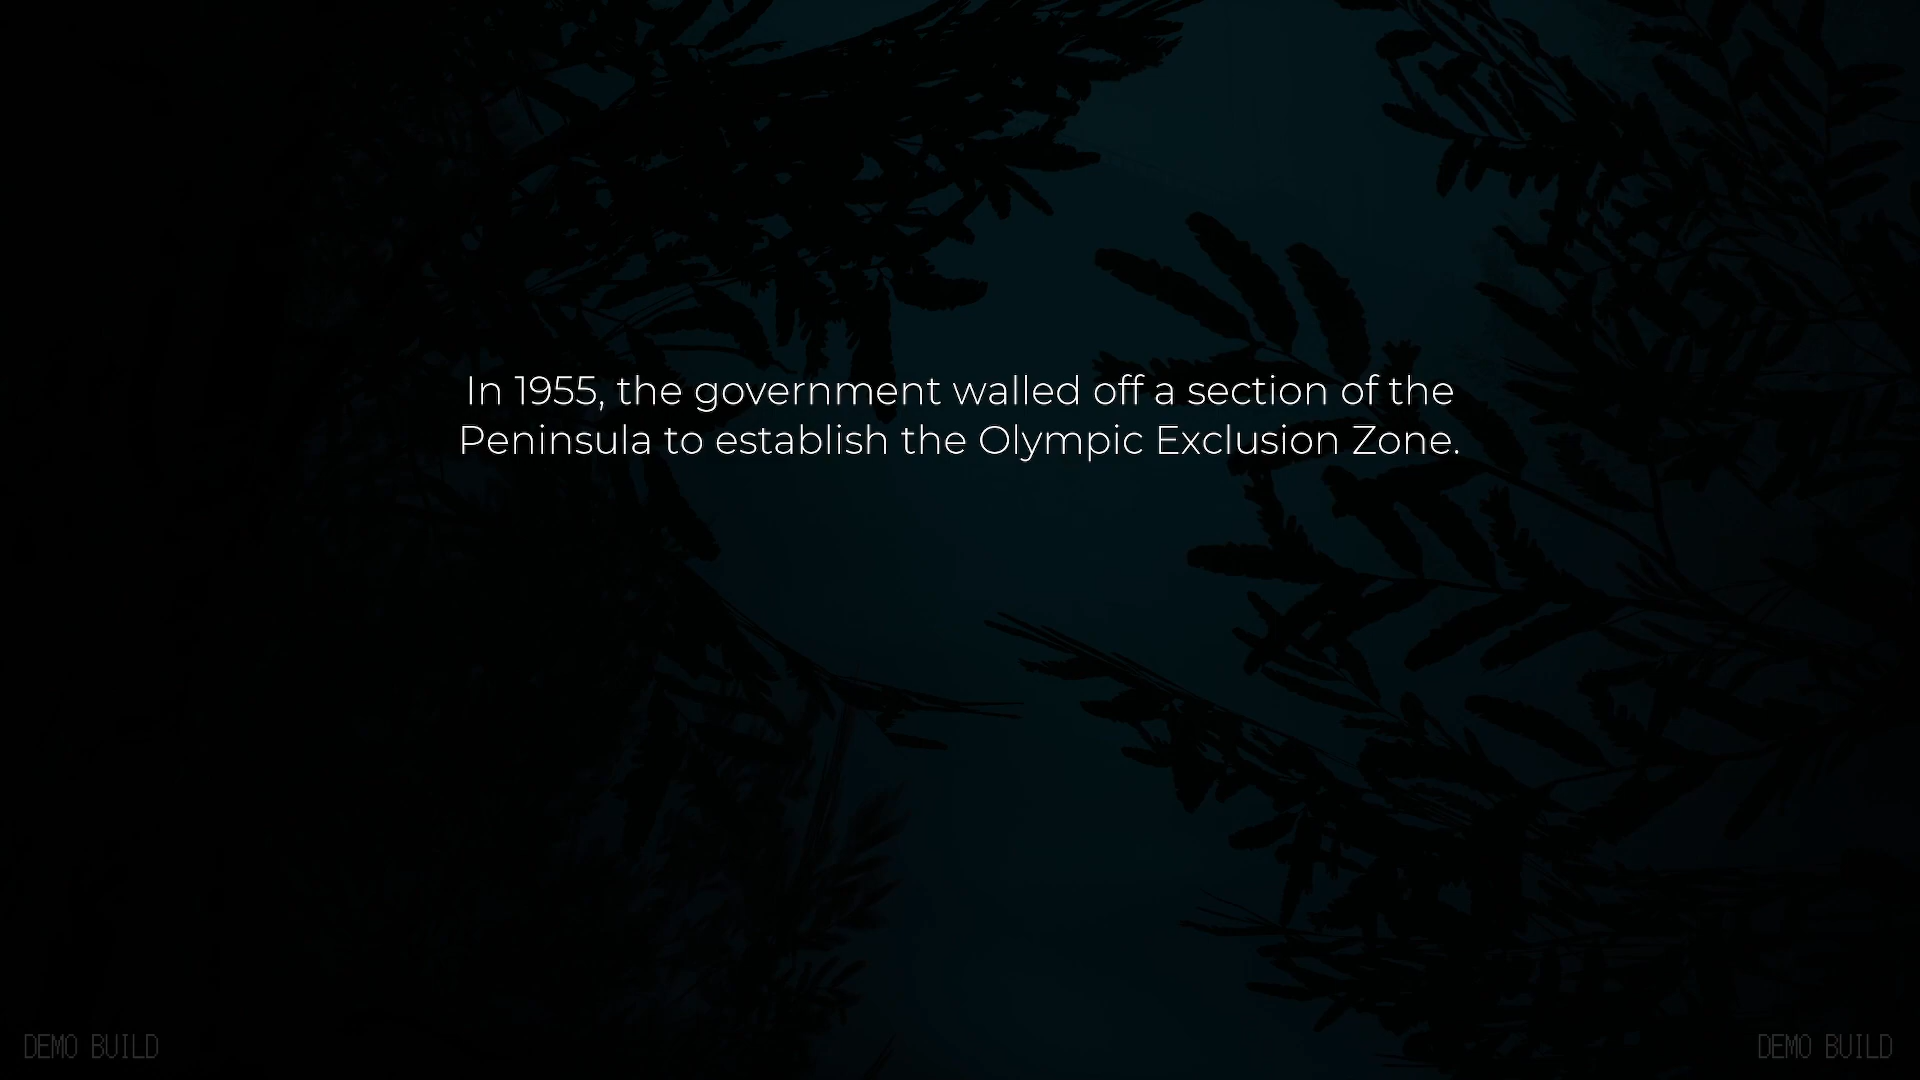 In 1955, the government walled off a section of the
Peninsula to establish the Olympic Exclusion Zone.
DEMO BUILD
DEMO BUILD